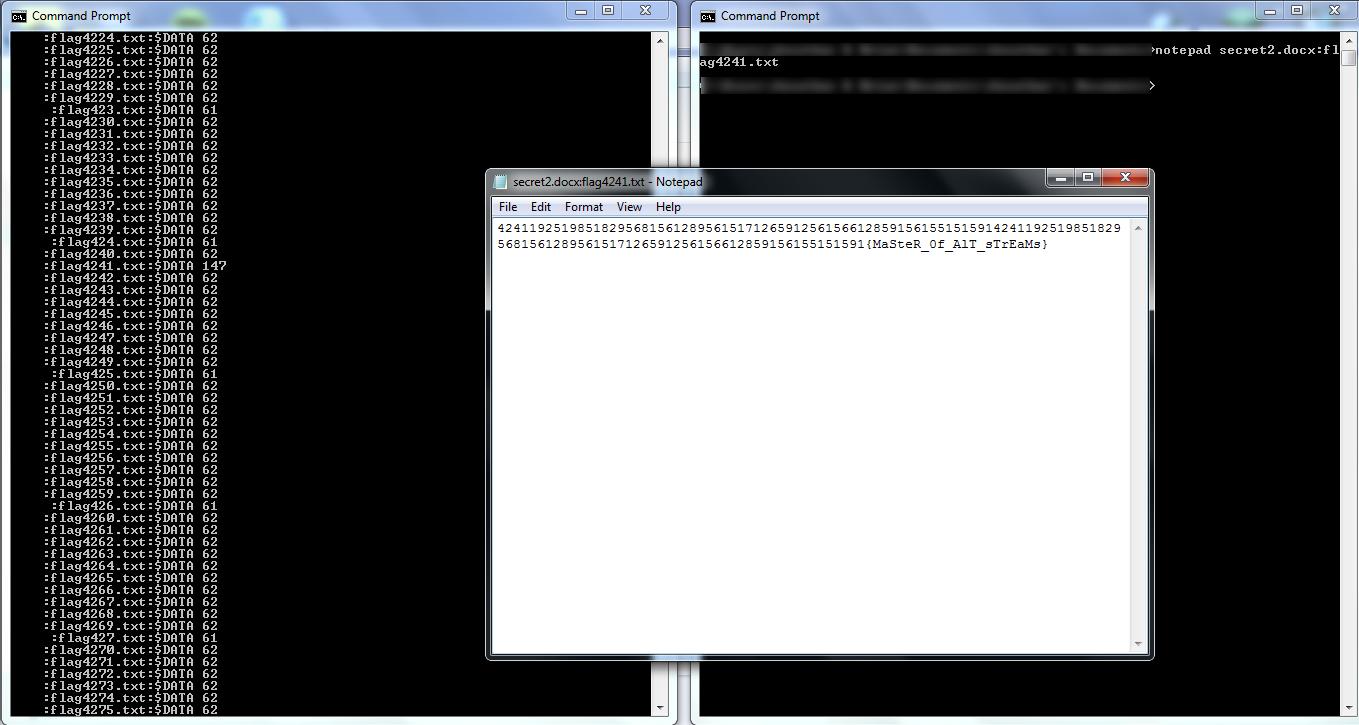 Command Prompt
:flag4224.txt:$DATA 62
:flag4225.txt:$DATA 62
:flag4226.txt:$DATA 62
:flag4227.txt:$DATA 62
:flag4228.txt:$DATA 62
:flag4229.txt:$DATA 62
:flag423.txt:$DATA 61
:flag4230.txt:$DATA 62
:flag4231.txt:$DATA 62
:flag4232.txt:$DATA 62
:flag4233.txt:$DATA 62
:flag4234.txt:$DATA 62
:flag4235.txt:$DATA 62
:flag4236.txt:$DATA 62
:flag4237.txt:$DATA 62
:flag4238.txt:$DATA 62
:flag4239.txt:$DATA 62
:flag424.txt:$DATA 61
:flag4240.txt:$DATA 62
:flag4241.txt:$DATA 147
:flag4242.txt:$DATA 62
:flag4243.txt:$DATA 62
:flag4244.txt:$DATA 62
:flag4245.txt:$DATA 62
:flag4246.txt:$DATA 62
:flag4247.txt:$DATA 62
:flag4248.txt:$DATA 62
:flag4249.txt:$DATA 62
:flag425.txt:$DATA 61
:flag4250.txt:$DATA 62
:flag4251.txt:$DATA 62
:flag4252.txt:$DATA 62
:flag4253.txt:$DATA 62
:flag4254.txt:$DATA 62
:flag4255.txt:$DATA 62
:flag4256.txt:$DATA 62
:flag4257.txt:$DATA 62
:flag4258.txt:$DATA 62
:flag4259.txt:$DATA 62
:flag426.txt:$DATA 61
:flag4260.txt:$DATA 62
:flag4261.txt:$DATA 62
:flag4262.txt:$DATA 62
:flag4263.txt:$DATA 62
:flag4264.txt:$DATA 62
:flag4265.txt:$DATA 62
:flag4266.txt:$DATA 62
:flag4267.txt:$DATA 62
:flag4268.txt:$DATA 62
:flag4269.txt:$DATA 62
:flag427.txt:$DATA 61
:flag4270.txt:$DATA 62
:flag4271.txt:$DATA 62
:flag4272.txt:$DATA 62
:flag4273.txt:$DATA 62
:flag4274.txt:$DATA 62
:flag4275.txt:$DATA 62
Command Prompt
>notepad secret2.docx:fl
ag4241.txt
>
secret2.docx:flag4241.txt - Notepad
File Edit Format View Help
424119251985182956815612895615171265912561566128591561551515914241192519851829
5681561289561517126591256156612859156155151591{MaSteR_Of_AlT_sTrEaMs}